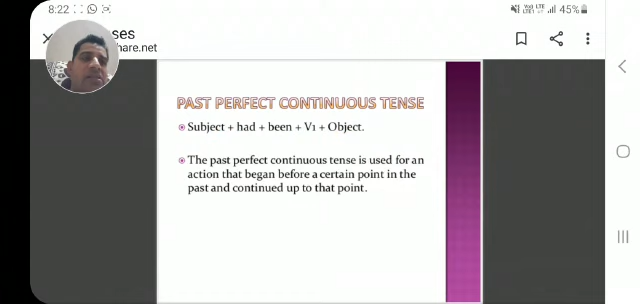 8:22
LTE
45%
ses
hare.net
PAST PERFECT CONTINUOUS TENSE
Subject + had + been + V1 + Object.
The past perfect continuous tense is used for an
action that began before a certain point in the
past and continued up to that point.